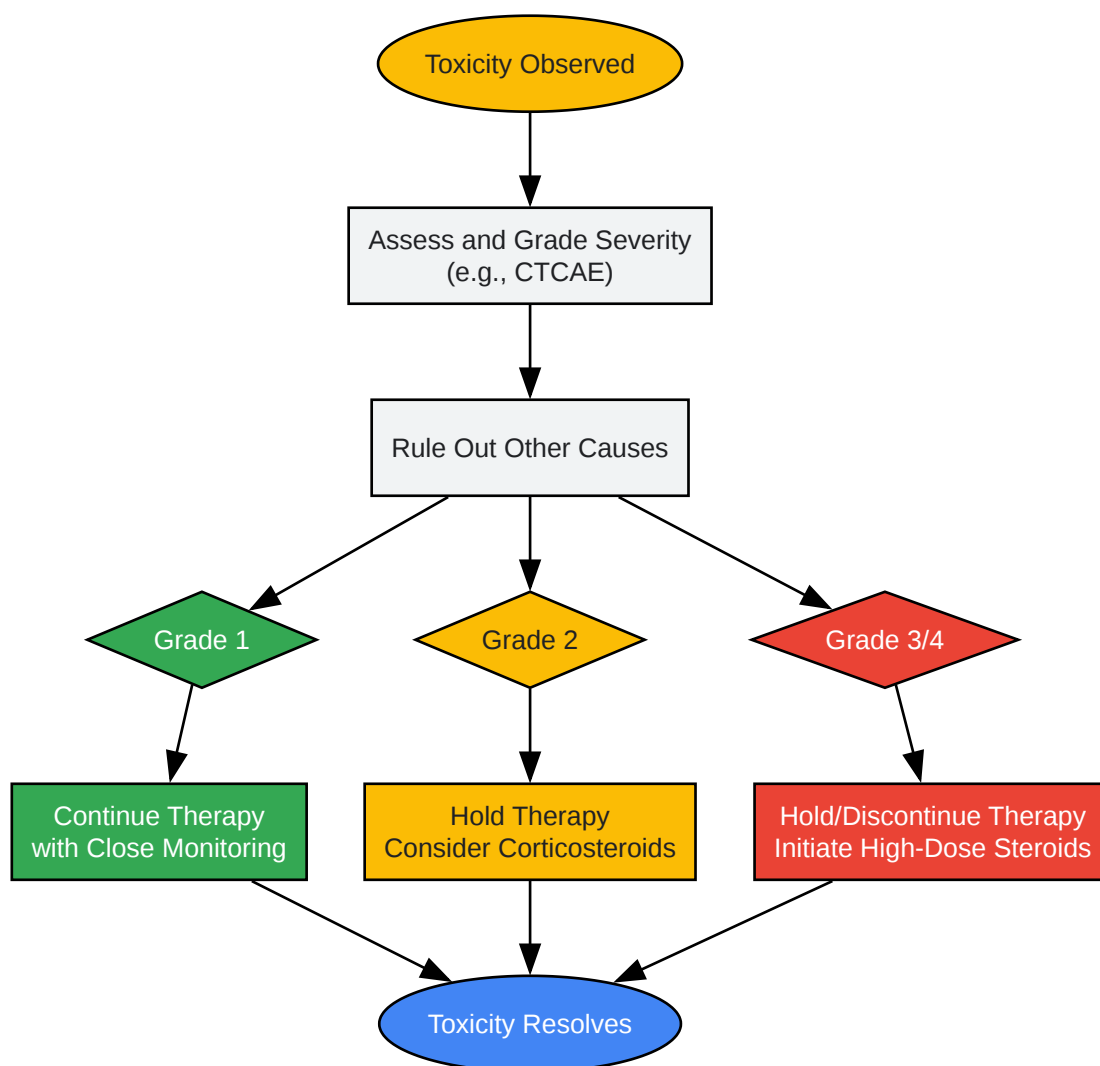 Toxicity Observed
Assess and Grade Severity
(e.g., CTCAE)
Rule Out Other Causes
Grade 1
Grade 2
Grade 3/4
Continue Therapy
with Close Monitoring
Hold Therapy
Consider Corticosteroids
Hold/Discontinue Therapy
Initiate High-Dose Steroids
Toxicity Resolves